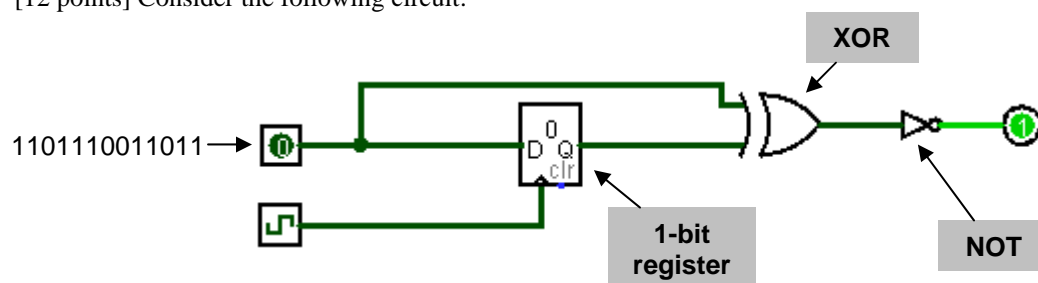 [12 points] Consider the following circuit.
XOR
1101110011011
0
0
D Q
clr
1
1-bit
register
NOT